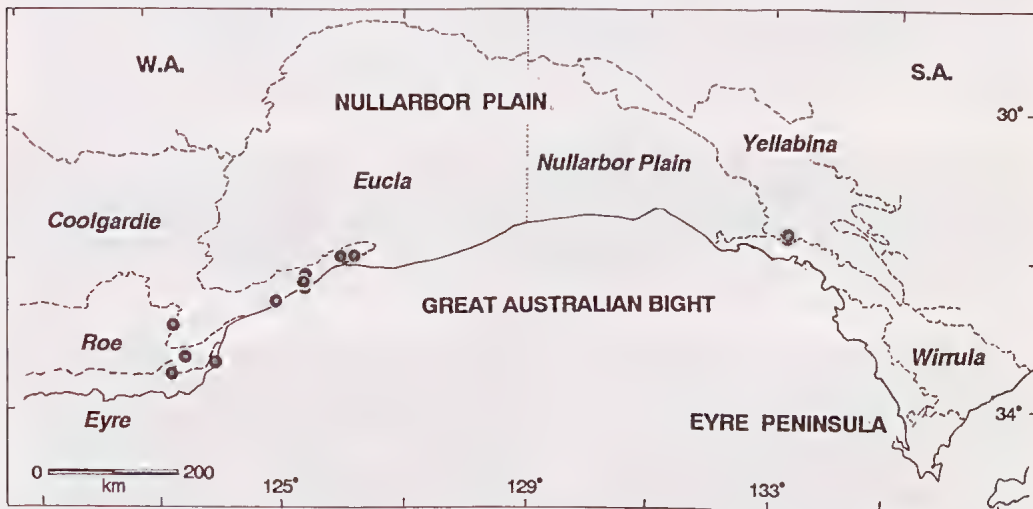 W.A.
S.A.
NULLARBOR PLAIN
30°
Yellabina
Nullarbor Plain
Eucla
Coolgardie
GREAT AUSTRALIAN BIGHT
Roe
Wirrula
Eyre
EYRE PENINSULA
34°
0 200
km
125°
129°
133°